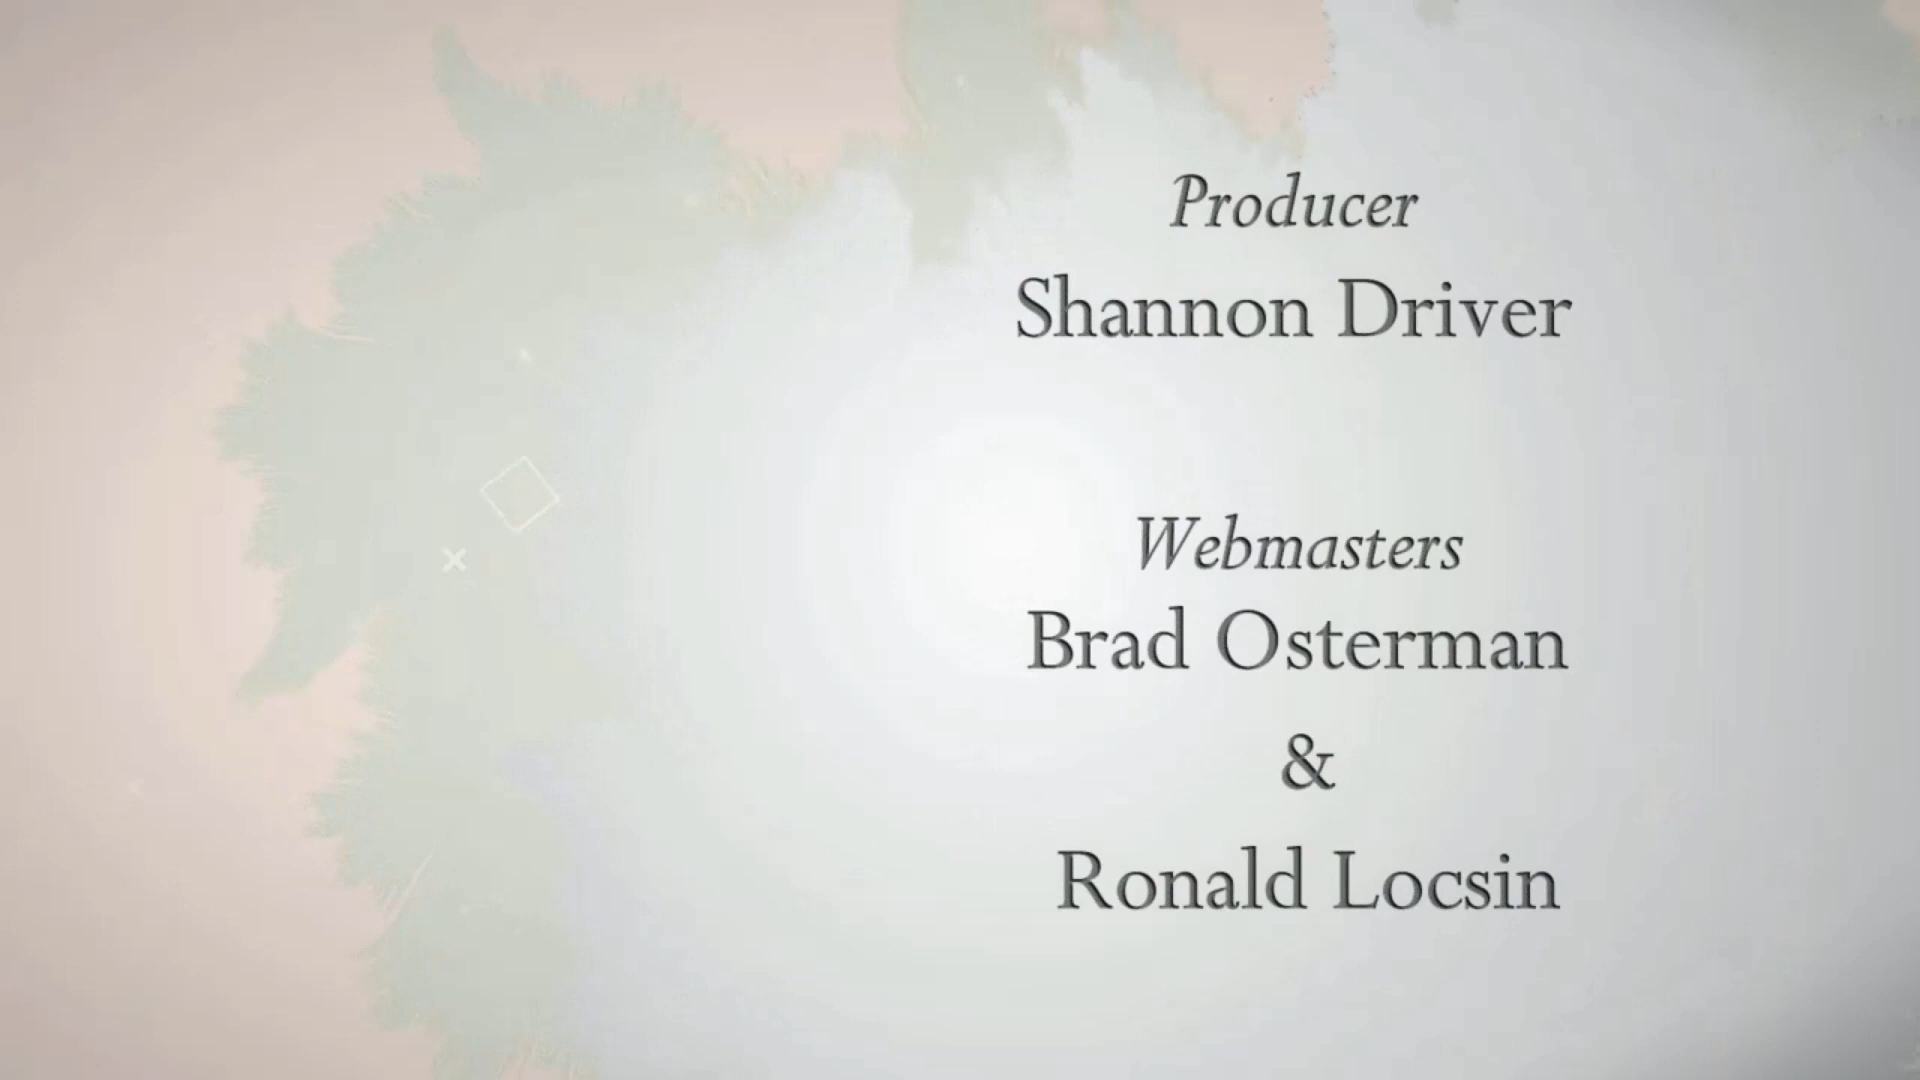 Producer
Shannon Driver
Webmasters
Brad Osterman
&
Ronald Locsin